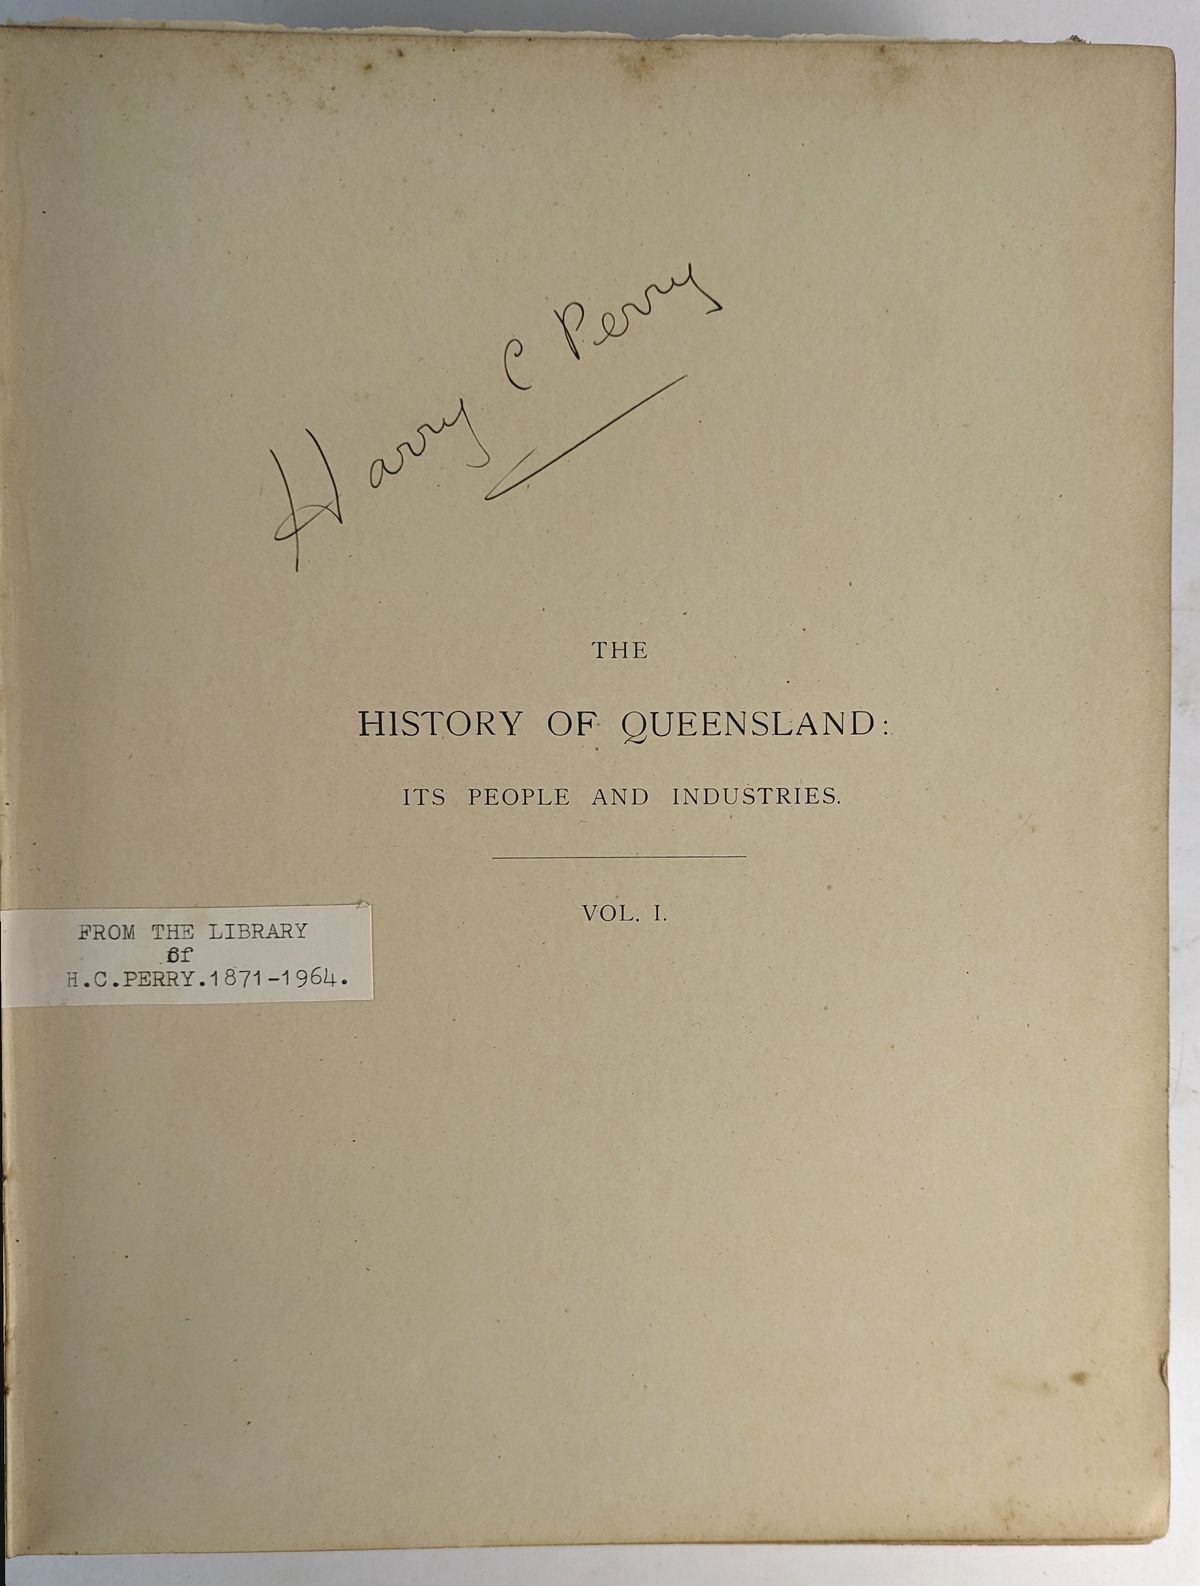 Harry C Perry
THE
HISTORY OF QUEENSLAND:
ITS PEOPLE AND INDUSTRIES.
VOL. I.
FROM THE LIBRARY
of
H.C.PERRY.1871-1964.